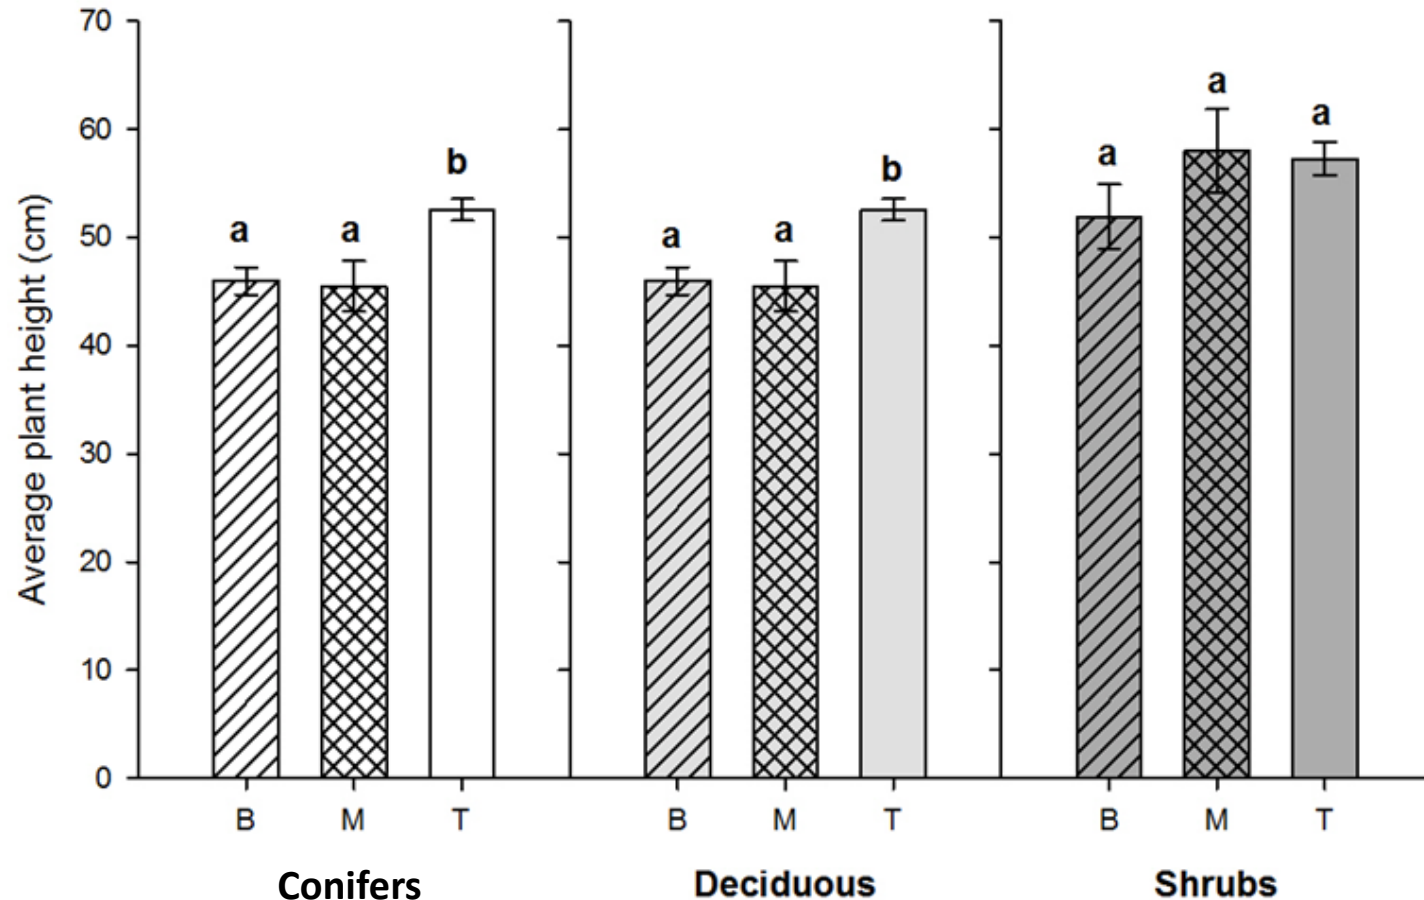 Average plant height (cm)
70
60
50
40
30
20
10
0
a a b
a a b
a a a
B M T B M T B M T
Conifers Deciduous Shrubs